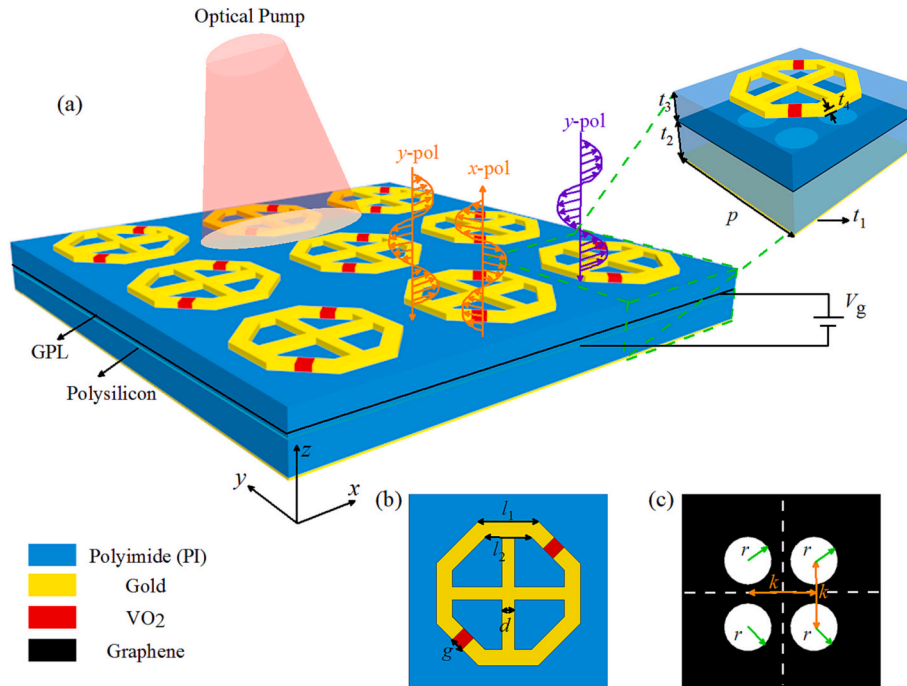 Optical Pump
(a)
y-pol
x-pol
y-pol
t3
t4
t2
p
t1
Vg
GPL
Polysilicon
z
y
x
(b)
(c)
l1
l2
d
g
r
r
k
k
r
r
Polyimide (PI)
Gold
VO2
Graphene